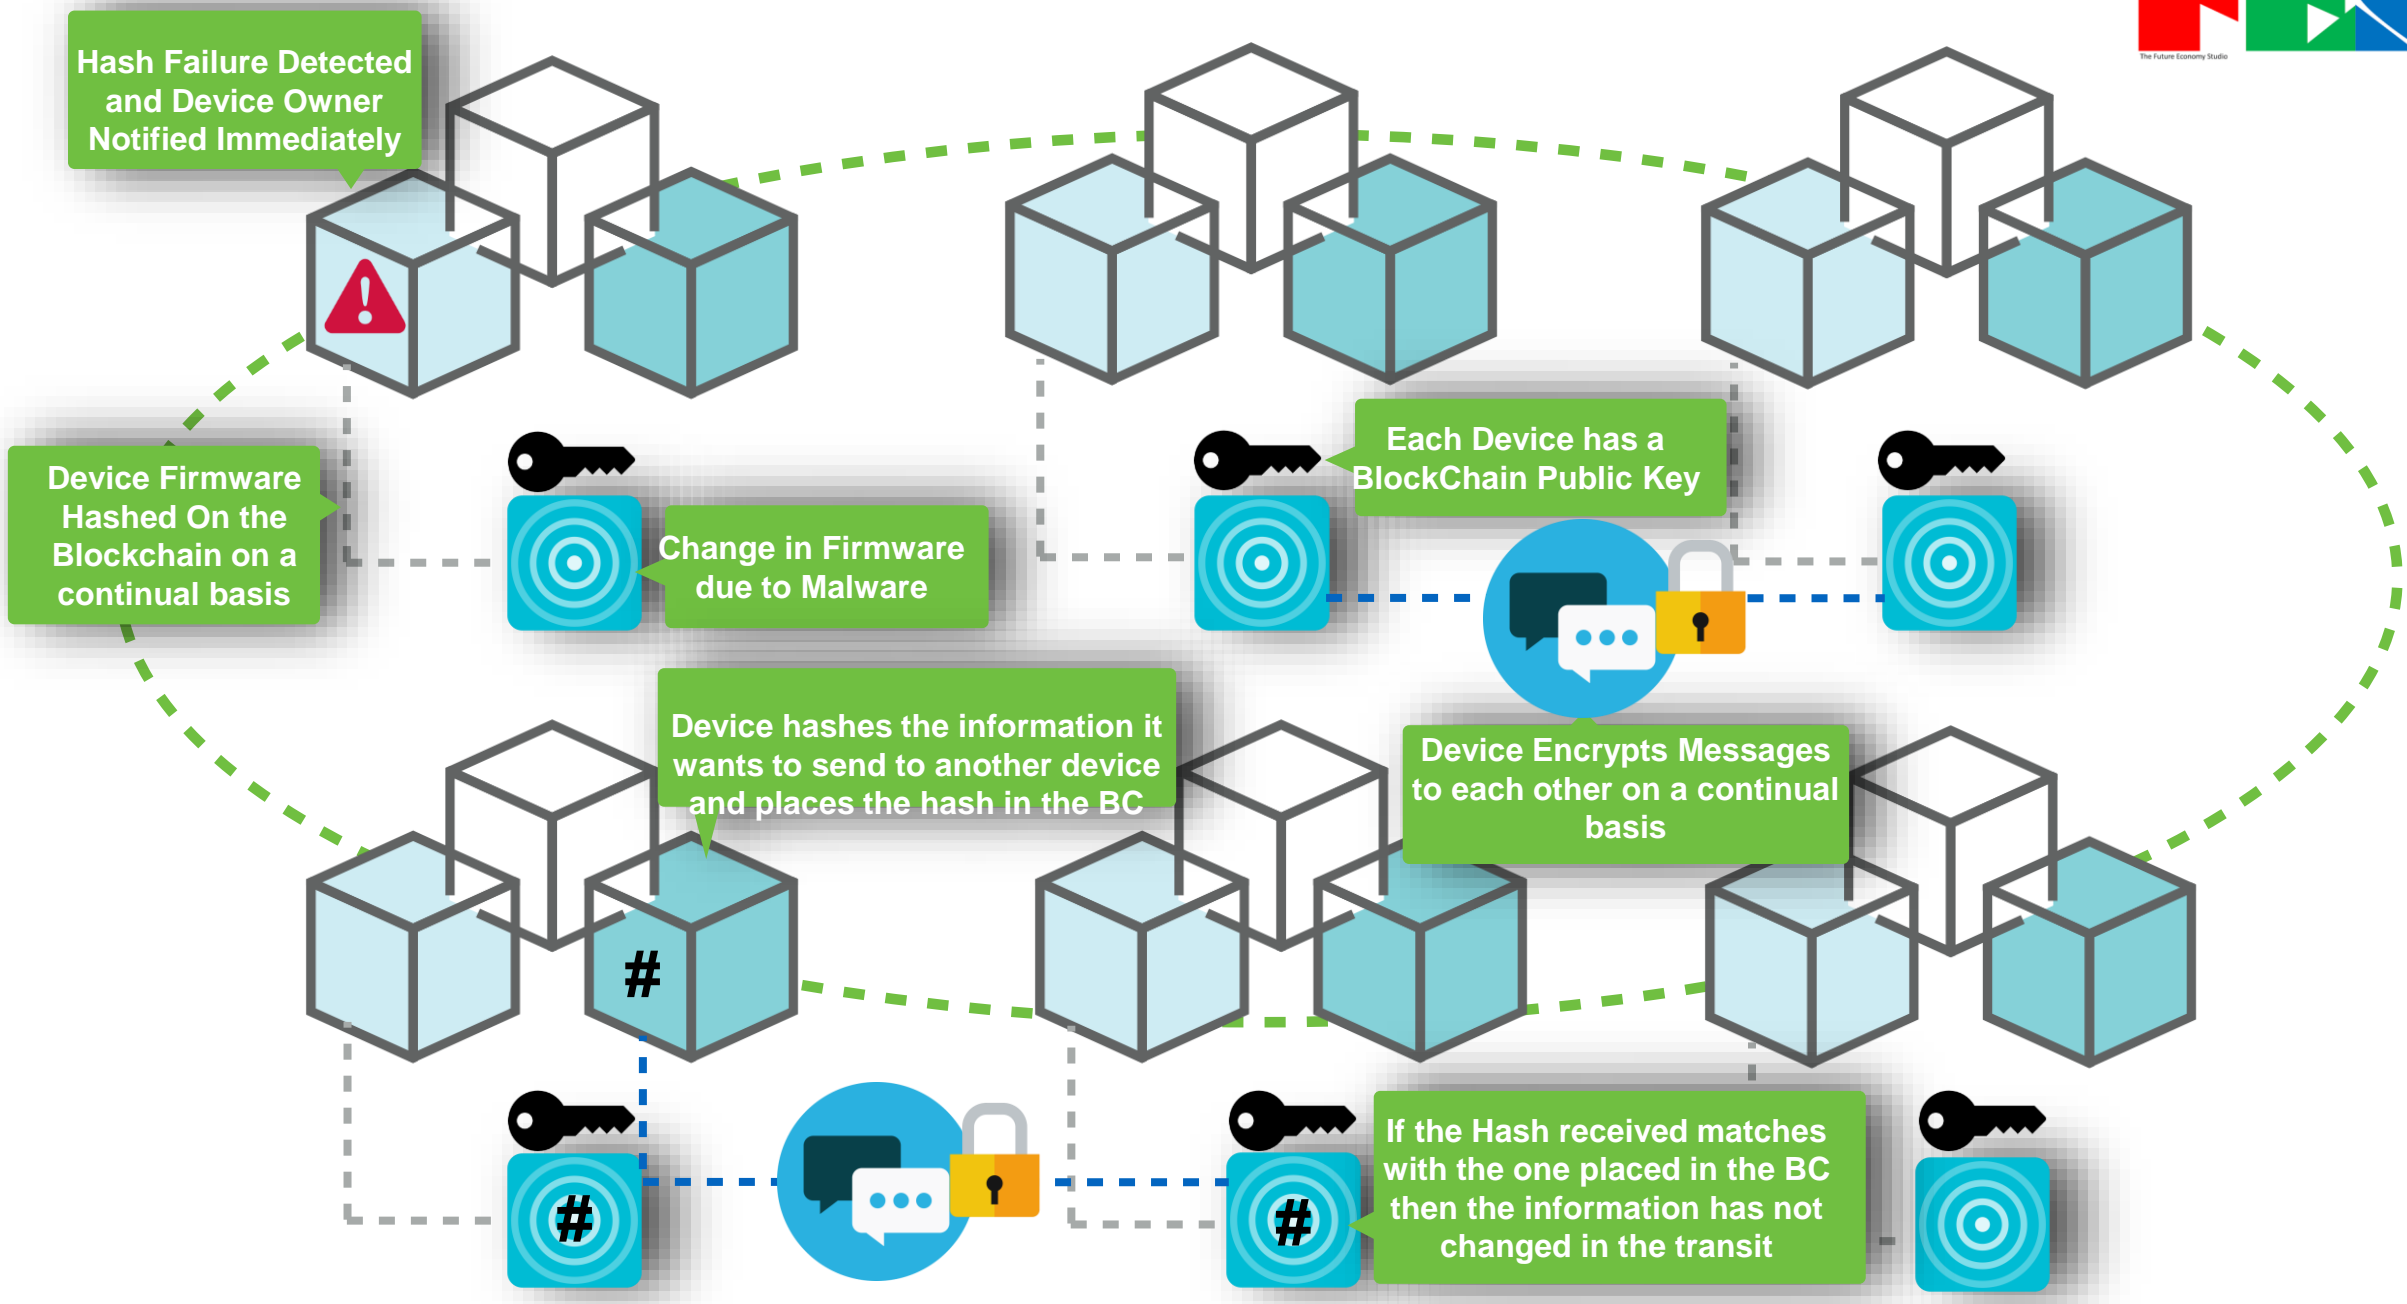 The Future Economy Studio
Hash Failure Detected
and Device Owner
Notified Immediately
Each Device has a
BlockChain Public Key
Device Firmware
Hashed On the
Blockchain on a
continual basis
Change in Firmware
due to Malware
Device hashes the information it
wants to send to another device
and places the hash in the BC
Device Encrypts Messages
to each other on a continual
basis
#
If the Hash received matches
with the one placed in the BC
then the information has not
changed in the transit
#
#